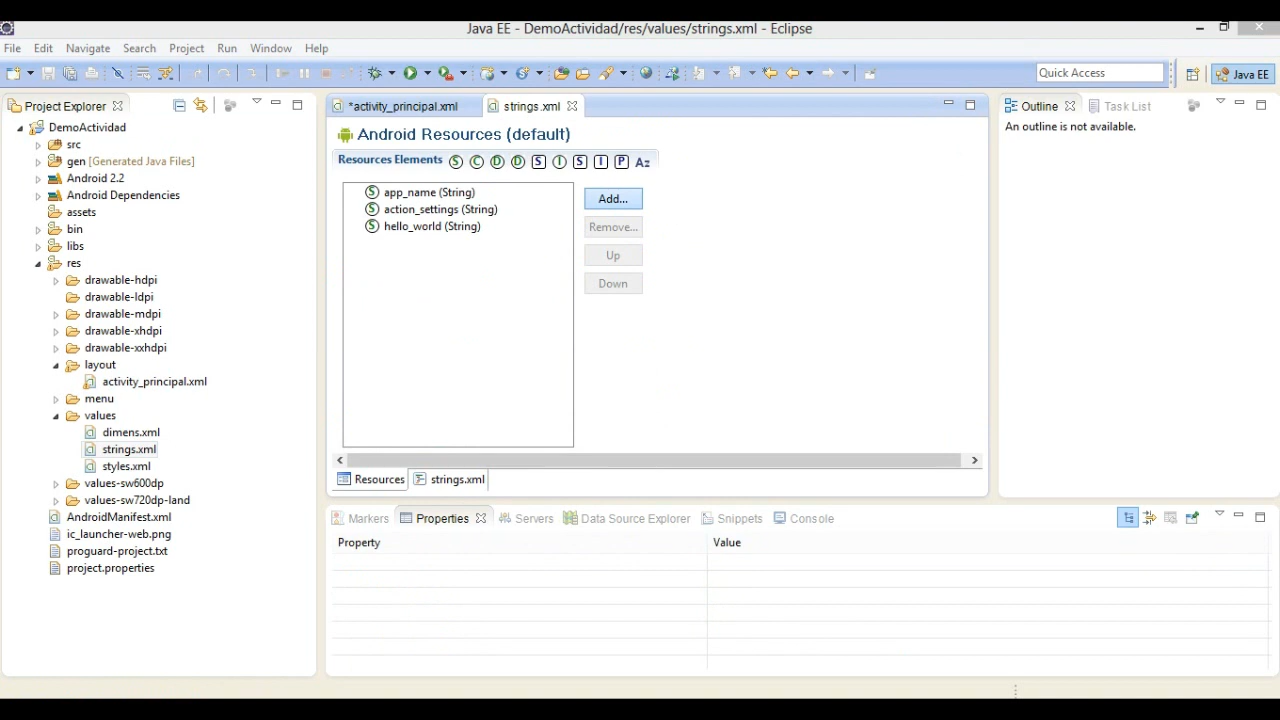 Java EE - DemoActividad/res/values/strings.xml - Eclipse
File Edit Navigate Search Project Run Window Help
Quick Access
Java EE
Project Explorer
DemoActividad
src
gen [Generated Java Files]
Android 2.2
Android Dependencies
assets
bin
libs
res
drawable-hdpi
drawable-ldpi
drawable-mdpi
drawable-xhdpi
drawable-xxhdpi
layout
activity_principal.xml
menu
values
dimens.xml
strings.xml
styles.xml
values-sw600dp
values-sw720dp-land
AndroidManifest.xml
ic_launcher-web.png
proguard-project.txt
project.properties
*activity_principal.xml strings.xml
Android Resources (default)
Resources Elements S C D D S I S I P Az
S app_name (String)
S action_settings (String)
S hello_world (String)
Add...
Remove...
Up
Down
Resources strings.xml
Outline Task List
An outline is not available.
Markers Properties Servers Data Source Explorer Snippets Console
Property Value